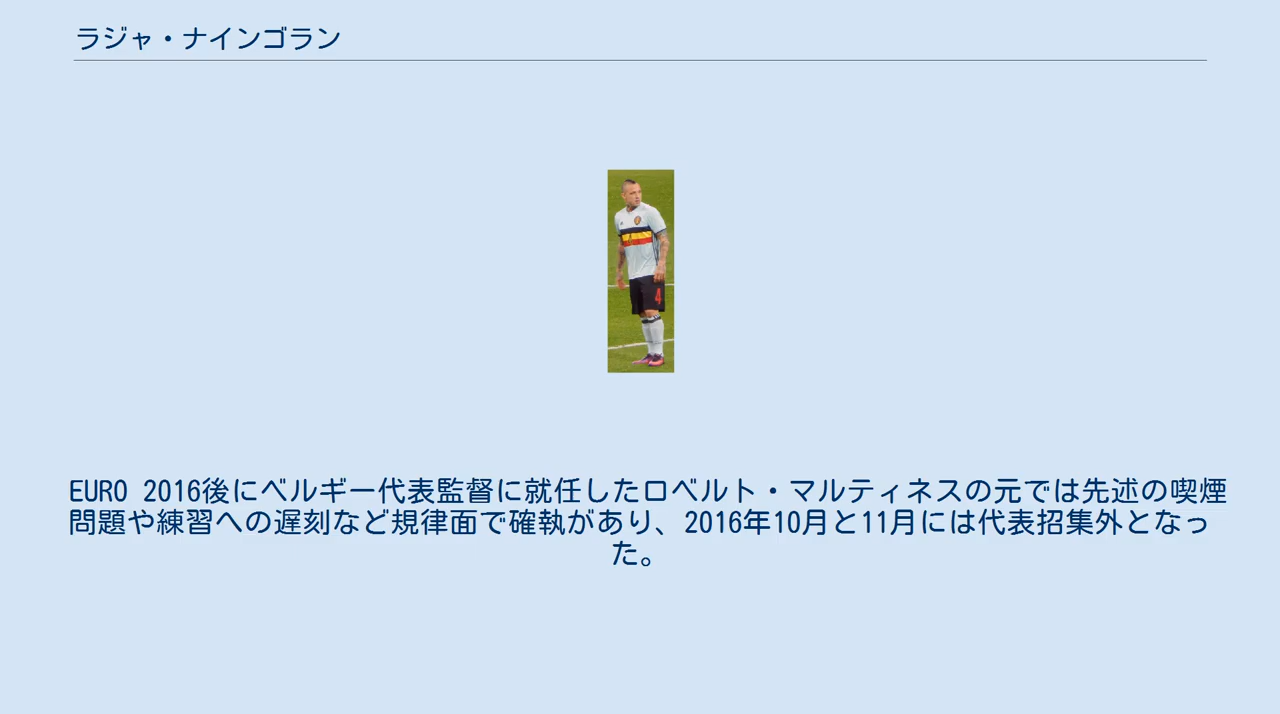 ラジャ・ナインゴラン
4
EURO 2016後にベルギー代表監督に就任したロベルト・マルティネスの元では先述の喫煙
問題や練習への遅刻など規律面で確執があり、2016年10月と11月には代表招集外となっ
た。